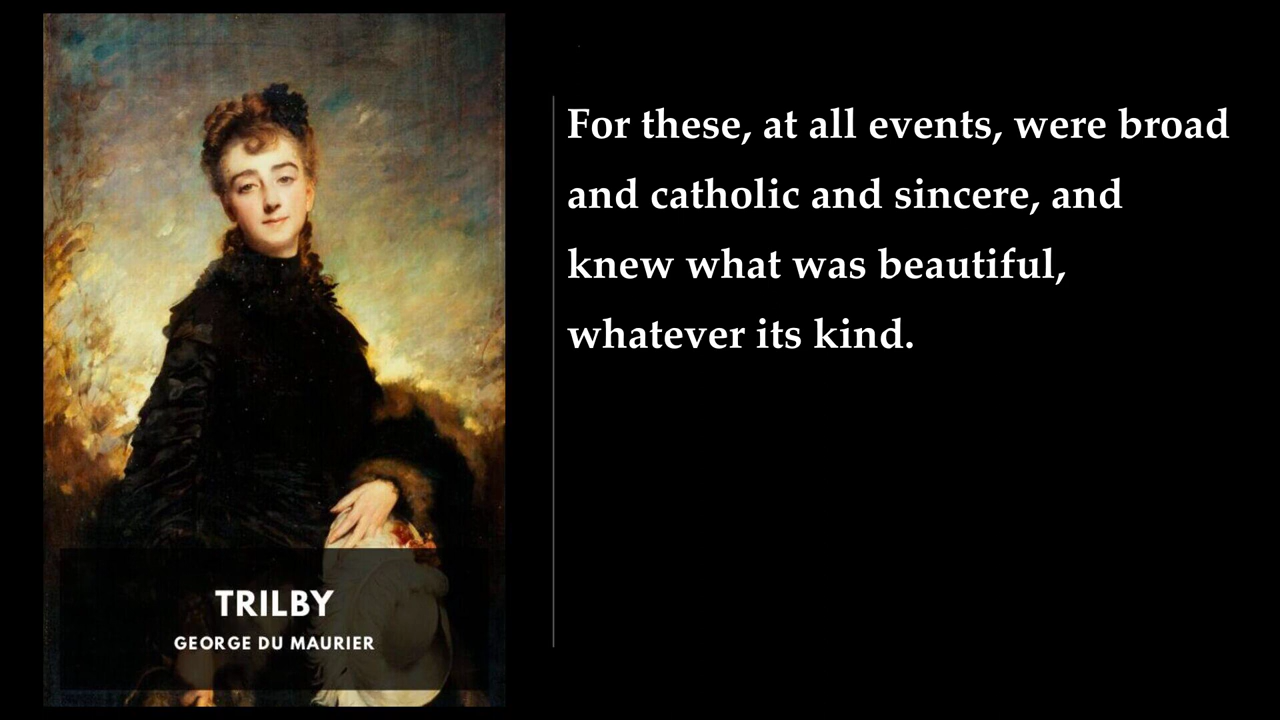 For these, at all events, were broad
and catholic and sincere, and
knew what was beautiful,
whatever its kind.
TRILBY
GEORGE DU MAURIER